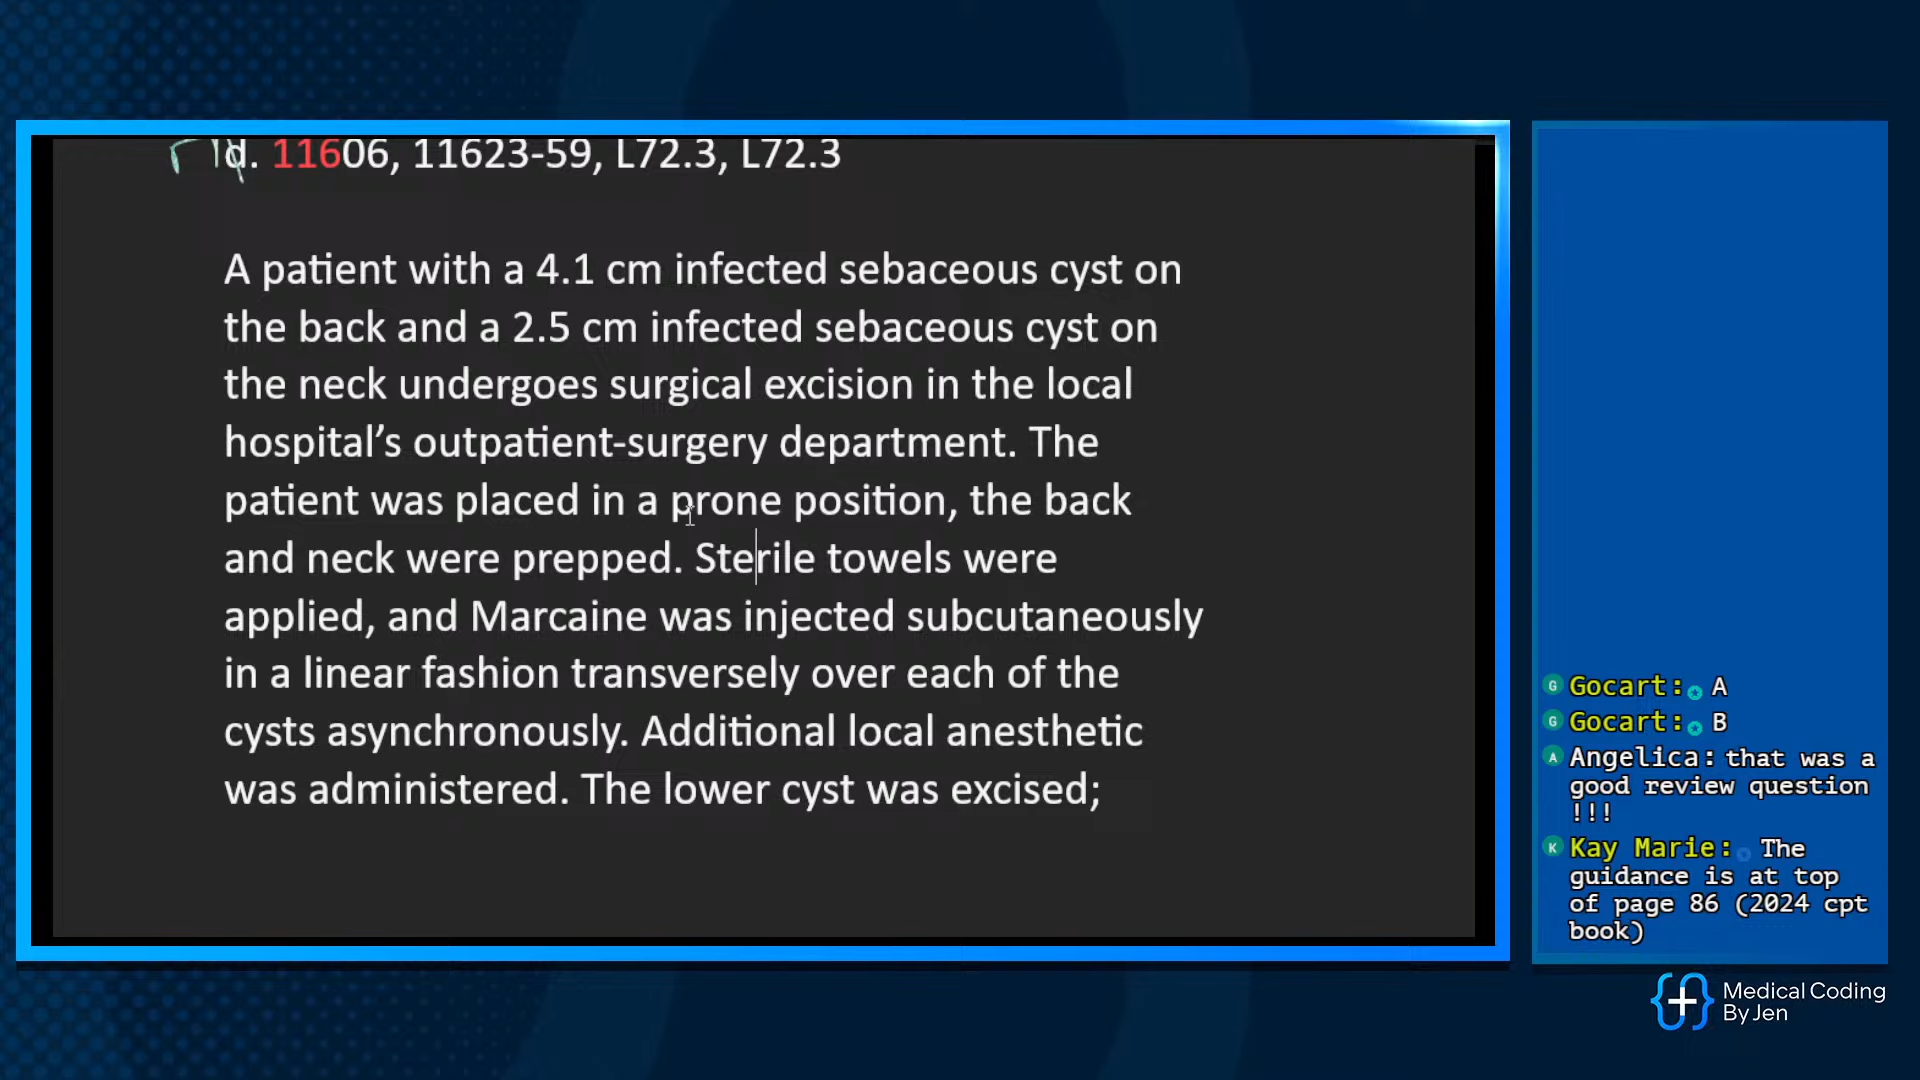 d. 11606, 11623-59, L72.3, L72.3
A patient with a 4.1 cm infected sebaceous cyst on
the back and a 2.5 cm infected sebaceous cyst on
the neck undergoes surgical excision in the local
hospital’s outpatient-surgery department. The
patient was placed in a prone position, the back
and neck were prepped. Sterile towels were
applied, and Marcaine was injected subcutaneously
in a linear fashion transversely over each of the
cysts asynchronously. Additional local anesthetic
was administered. The lower cyst was excised;
G Gocart: A
G Gocart: B
A Angelica: that was a
good review question
!!!
K Kay Marie: The
guidance is at top
of page 86 (2024 cpt
book)
Medical Coding
By Jen